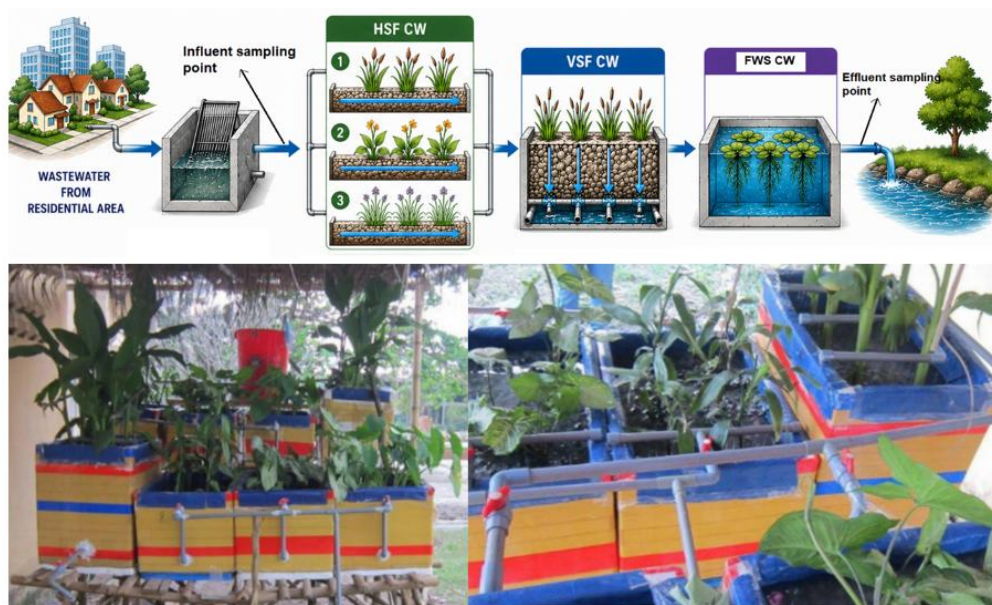 HSF CW
Influent sampling
point
1
2
3
VSF CW
FWS CW
Effluent sampling
point
WASTEWATER
FROM
RESIDENTIAL AREA